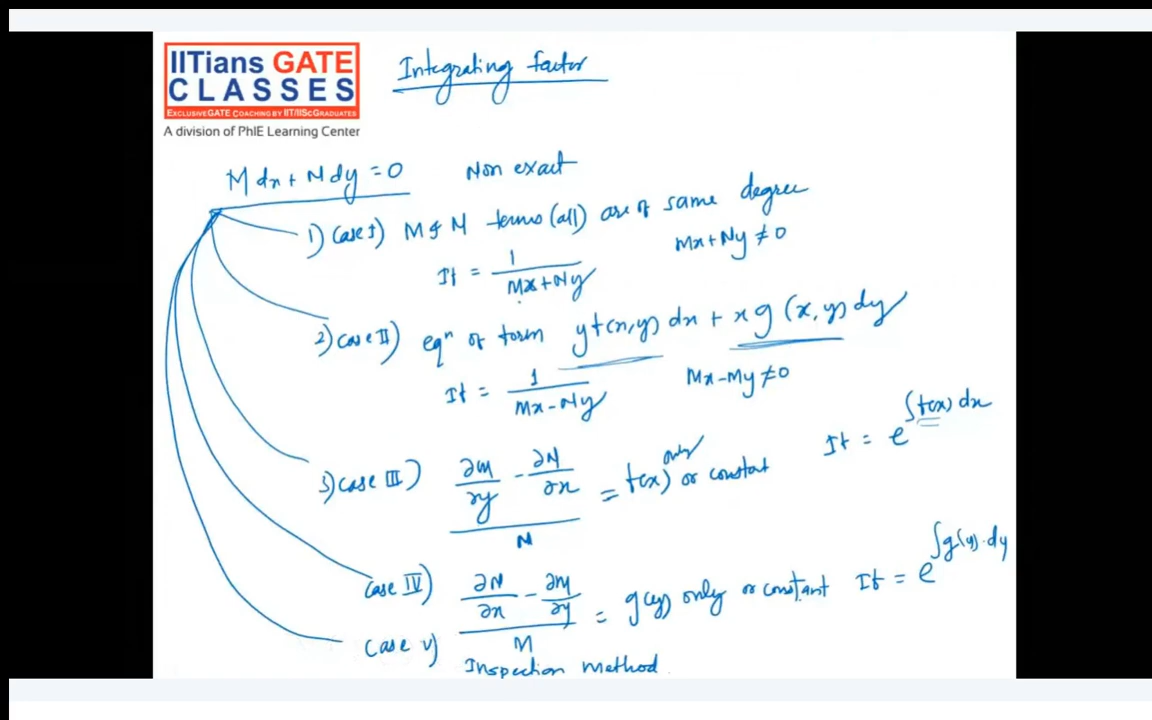 IITians GATE
CLASSES
EXCLUSIVE GATE COACHING BY IIT/IISc GRADUATES
A division of PhIE Learning Center
Integrating factor
M dx + N dy = 0 Non exact
1) Case I) M & N terms (all) are of same degree
If = 1/(Mx + Ny) Mx + Ny ≠ 0
2) Case II) eqⁿ of form y f(x,y) dx + x g (x,y) dy
If = 1/(Mx - Ny) Mx - My ≠ 0
3) Case III) (∂M/∂y - ∂N/∂x)/N = f(x) only or constant If = e^∫f(x) dx
Case IV) (∂N/∂x - ∂M/∂y)/M = g(y) only or constant If = e^∫g(y).dy
Case V) Inspection method